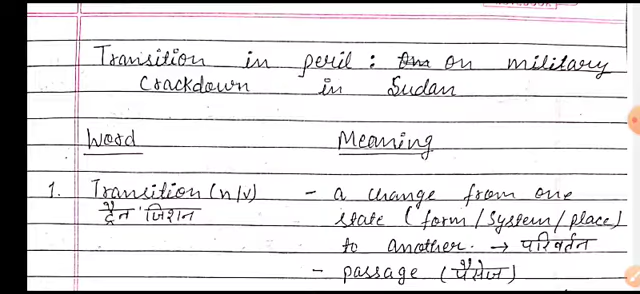 Transition in peril : on military
Crackdown in Sudan
Word Meaning
1. Transition (n/v) - a change from one
ट्रैनज़िशन state (form/system/place)
to another. → परिवर्तन
- passage (पैसेज)